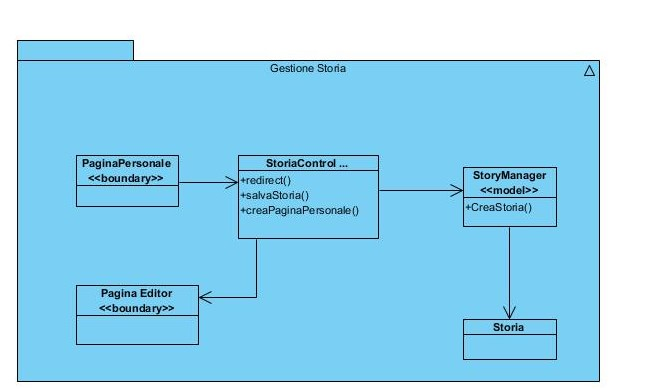 Gestione Storia
PaginaPersonale
<<boundary>>
StoriaControl ...
+redirect()
+salvaStoria()
+creaPaginaPersonale()
StoryManager
<<model>>
+CreaStoria()
Pagina Editor
<<boundary>>
Storia